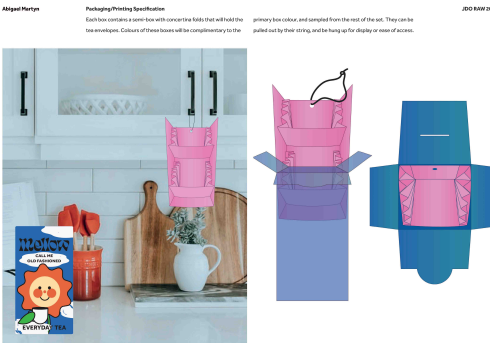 Abigael Martyn
Packaging/Printing Specification
JDO RAW 2
Each box contains a semi-box with concertina folds that will hold the
tea envelopes. Colours of these boxes will be complimentary to the
primary box colour, and sampled from the rest of the set. They can be
pulled out by their string, and be hung up for display or ease of access.
CALL ME
OLD FASHIONED
EVERYDAY TEA